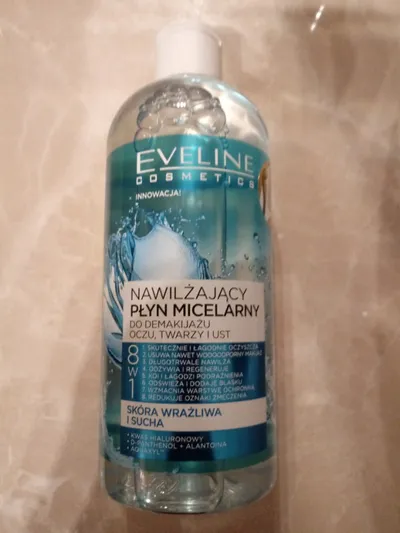 EVELINE
COSMETICS
INNOWACJA!
NAWILŻAJĄCY
PŁYN MICELARNY
DO DEMAKIJAŻU
OCZU, TWARZY I UST
8 W 1
1. SKUTECZNIE I ŁAGODNIE OCZYSZCZA
2. USUWA NAWET WODOODPORNY MAKIJAŻ
3. DŁUGOTRWALE NAWILŻA
4. ODŻYWIA I REGENERUJE
5. KOI I ŁAGODZI PODRAŻNIENIA
6. ODŚWIEŻA I DODAJE BLASKU
7. WZMACNIA WARSTWĘ OCHRONNĄ
8. REDUKUJE OZNAKI ZMĘCZENIA
SKÓRA WRAŻLIWA
I SUCHA
• KWAS HIALURONOWY
• D-PANTHENOL + ALANTOINA
• AQUAXYL™